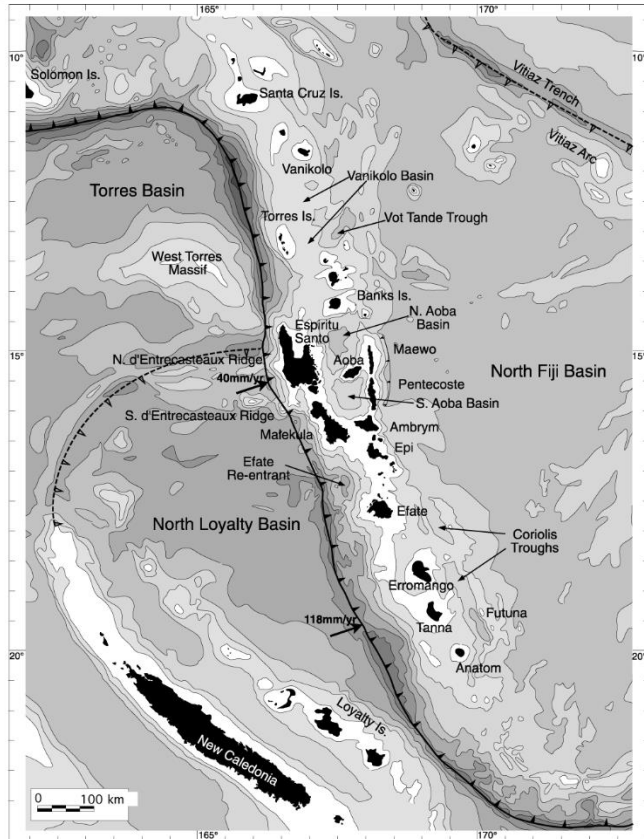 165°
170°
10°
10°
Solomon Is.
Santa Cruz Is.
Vitiaz Trench
Vitiaz Arc
Vanikolo
Vanikolo Basin
Torres Basin
Torres Is.
Vot Tande Trough
West Torres
Massif
Banks Is.
N. Aoba
Basin
Espiritu
Santo
15°
15°
N. d'Entrecasteaux Ridge
Aoba
Maewo
North Fiji Basin
40mm/yr
Pentecoste
S. Aoba Basin
S. d'Entrecasteaux Ridge
Malekula
Ambrym
Epi
Efate
Re-entrant
North Loyalty Basin
Efate
Coriolis
Troughs
Erromango
118mm/yr
Futuna
Tanna
20°
20°
Anatom
Loyalty Is.
New Caledonia
0 100 km
165°
170°